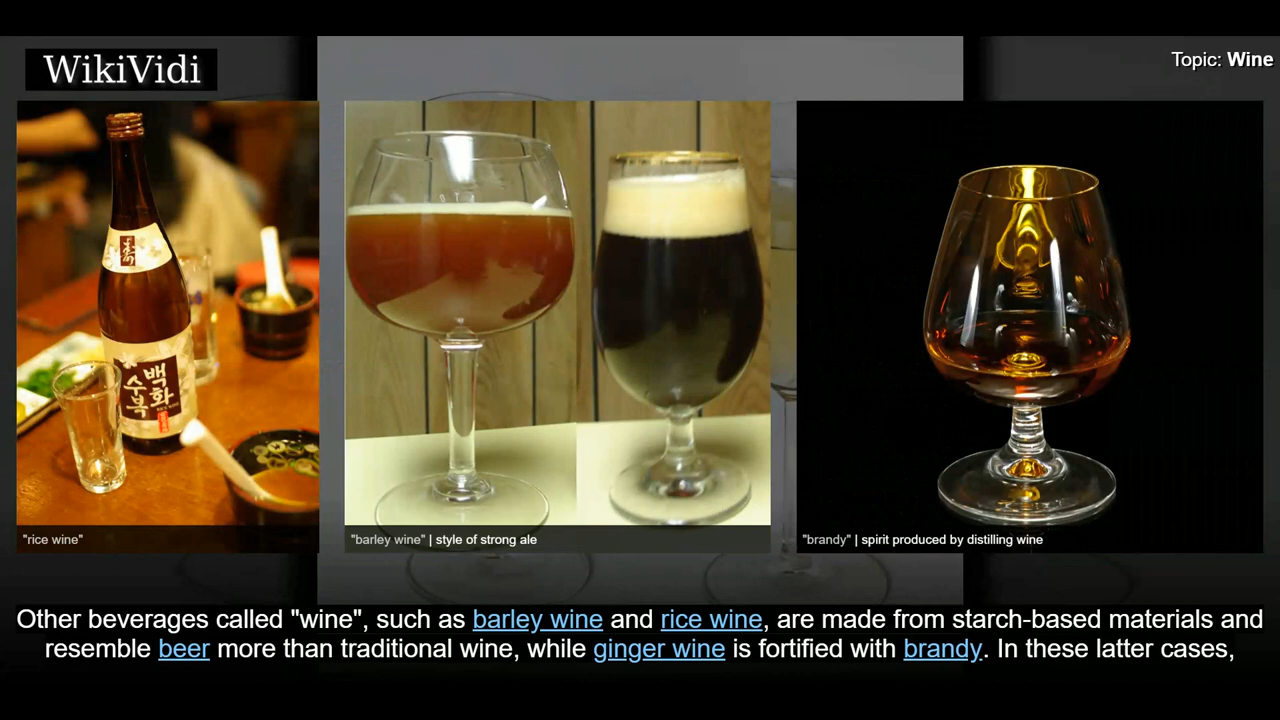 WikiVidi
Topic: Wine
壽
백화
수복
"rice wine"
"barley wine" | style of strong ale
"brandy" | spirit produced by distilling wine
Other beverages called "wine", such as barley wine and rice wine, are made from starch-based materials and
resemble beer more than traditional wine, while ginger wine is fortified with brandy. In these latter cases,